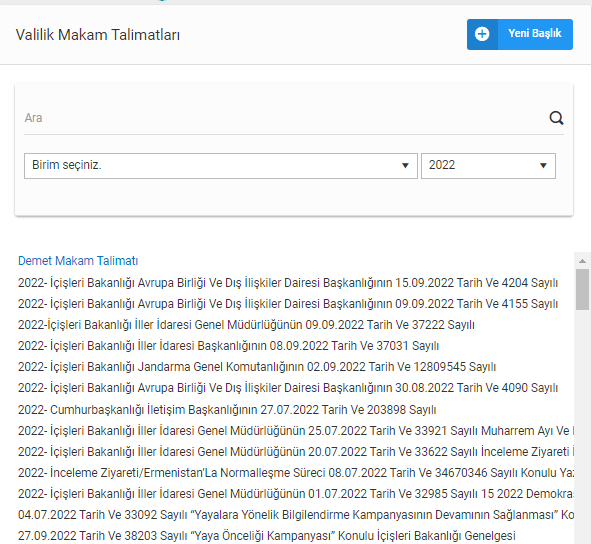 Valilik Makam Talimatları
Yeni Başlık
Ara
Birim seçiniz.
2022
Demet Makam Talimatı
2022- İçişleri Bakanlığı Avrupa Birliği Ve Dış İlişkiler Dairesi Başkanlığının 15.09.2022 Tarih Ve 4204 Sayılı
2022- İçişleri Bakanlığı Avrupa Birliği Ve Dış İlişkiler Dairesi Başkanlığının 09.09.2022 Tarih Ve 4155 Sayılı
2022-İçişleri Bakanlığı İller İdaresi Genel Müdürlüğünün 09.09.2022 Tarih Ve 37222 Sayılı
2022- İçişleri Bakanlığı İller İdaresi Başkanlığının 08.09.2022 Tarih Ve 37031 Sayılı
2022- İçişleri Bakanlığı Jandarma Genel Komutanlığının 02.09.2022 Tarih Ve 12809545 Sayılı
2022- İçişleri Bakanlığı Avrupa Birliği Ve Dış İlişkiler Dairesi Başkanlığının 30.08.2022 Tarih Ve 4090 Sayılı
2022- Cumhurbaşkanlığı İletişim Başkanlığının 27.07.2022 Tarih Ve 203898 Sayılı
2022- İçişleri Bakanlığı İller İdaresi Genel Müdürlüğünün 25.07.2022 Tarih Ve 33921 Sayılı Muharrem Ayı Ve
2022- İçişleri Bakanlığı İller İdaresi Genel Müdürlüğünün 20.07.2022 Tarih Ve 33622 Sayılı İnceleme Ziyareti
2022- İnceleme Ziyareti/Ermenistan'La Normalleşme Süreci 08.07.2022 Tarih Ve 34670346 Sayılı Konulu Yaz
2022- İçişleri Bakanlığı İller İdaresi Genel Müdürlüğünün 01.07.2022 Tarih Ve 32985 Sayılı 15 2022 Demokra
04.07.2022 Tarih Ve 33092 Sayılı “Yayalara Yönelik Bilgilendirme Kampanyasının Devamının Sağlanması” Ko
27.09.2022 Tarih Ve 38203 Sayılı “Yaya Önceliği Kampanyası” Konulu İçişleri Bakanlığı Genelgesi